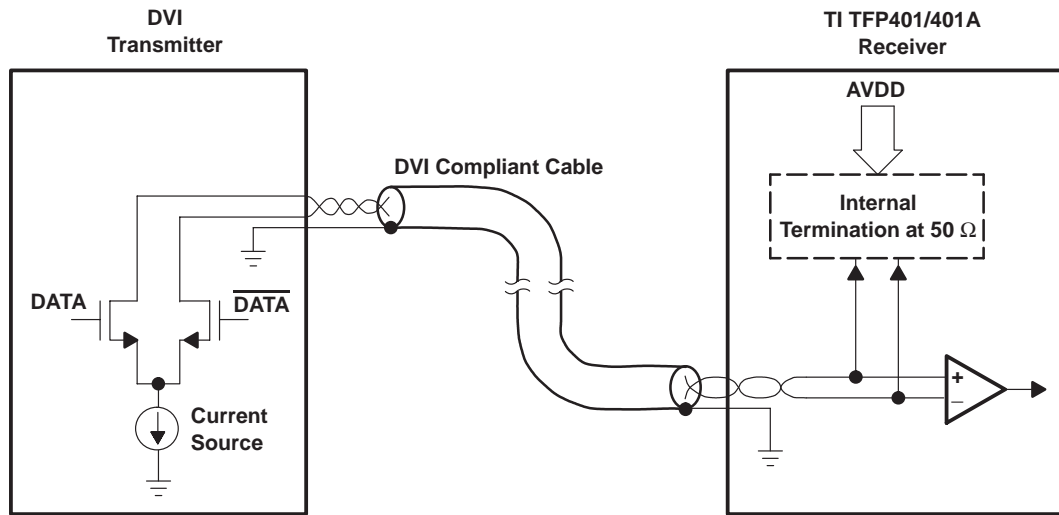 DVI
Transmitter
TI TFP401/401A
Receiver
AVDD
DVI Compliant Cable
Internal
Termination at 50 Ω
DATA
DATA
+
−
Current
Source